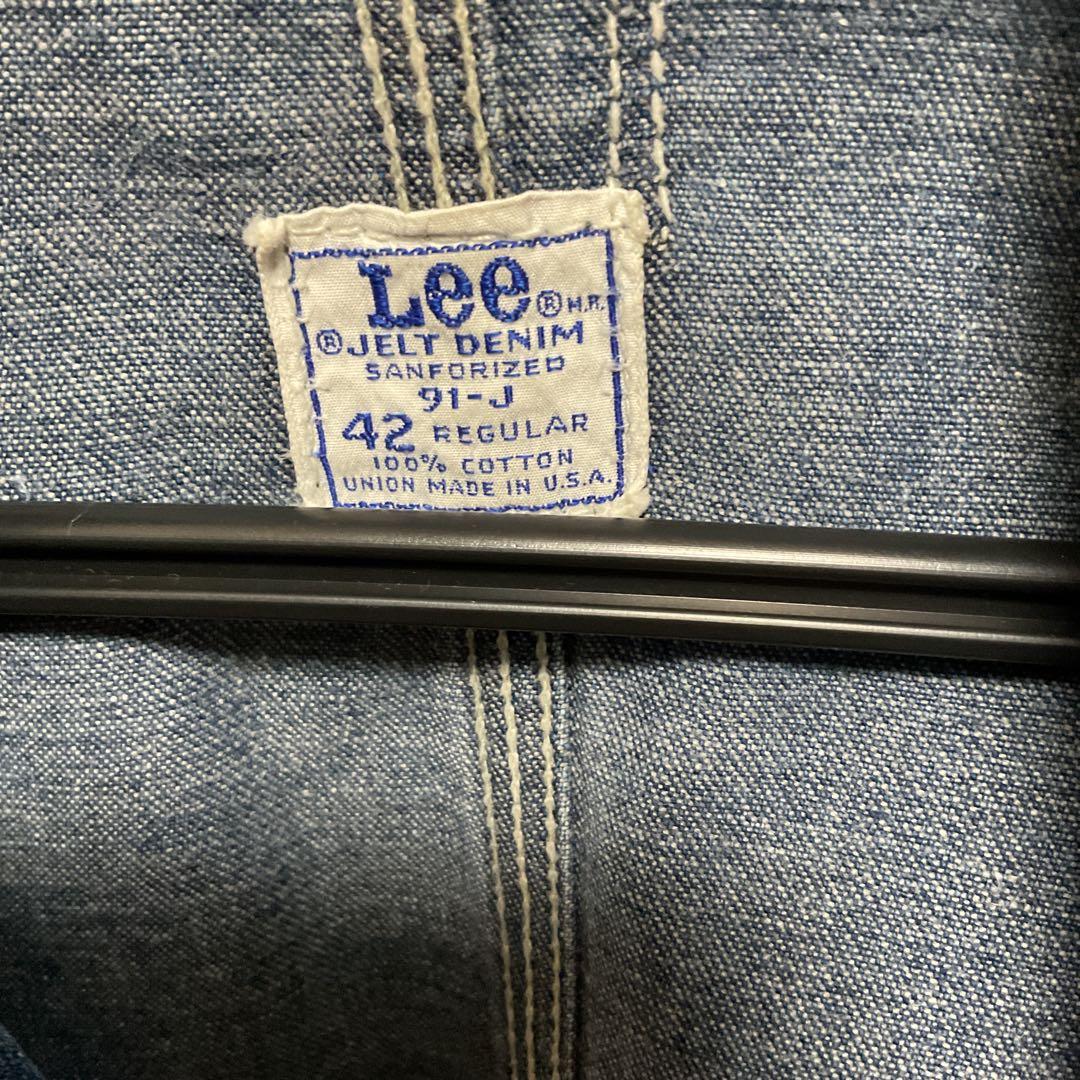 Lee ® M.R.
® JELT DENIM
SANFORIZED
91-J
42 REGULAR
100% COTTON
UNION MADE IN U.S.A.